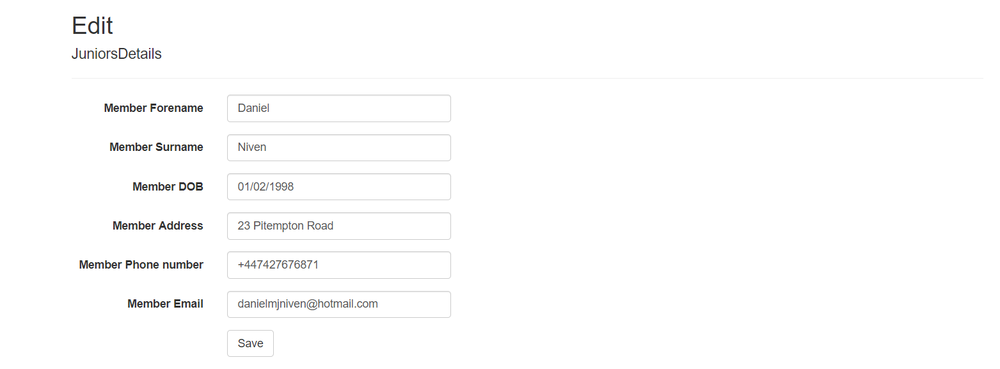 Edit
JuniorsDetails
Member Forename Daniel
Member Surname Niven
Member DOB 01/02/1998
Member Address 23 Pitempton Road
Member Phone number +447427676871
Member Email danielmjniven@hotmail.com
Save